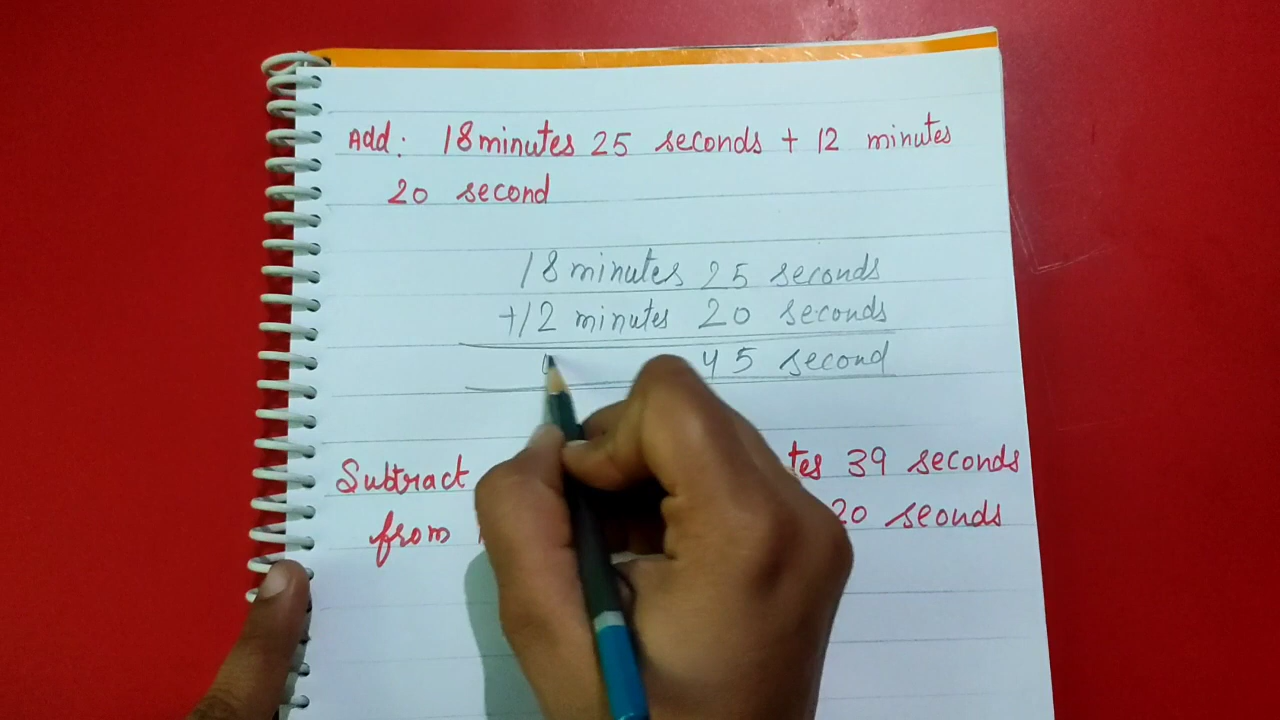 Add: 18 minutes 25 seconds + 12 minutes
20 second
18 minutes 25 seconds
+12 minutes 20 seconds
45 second
Subtract tes 39 seconds
from 20 seonds